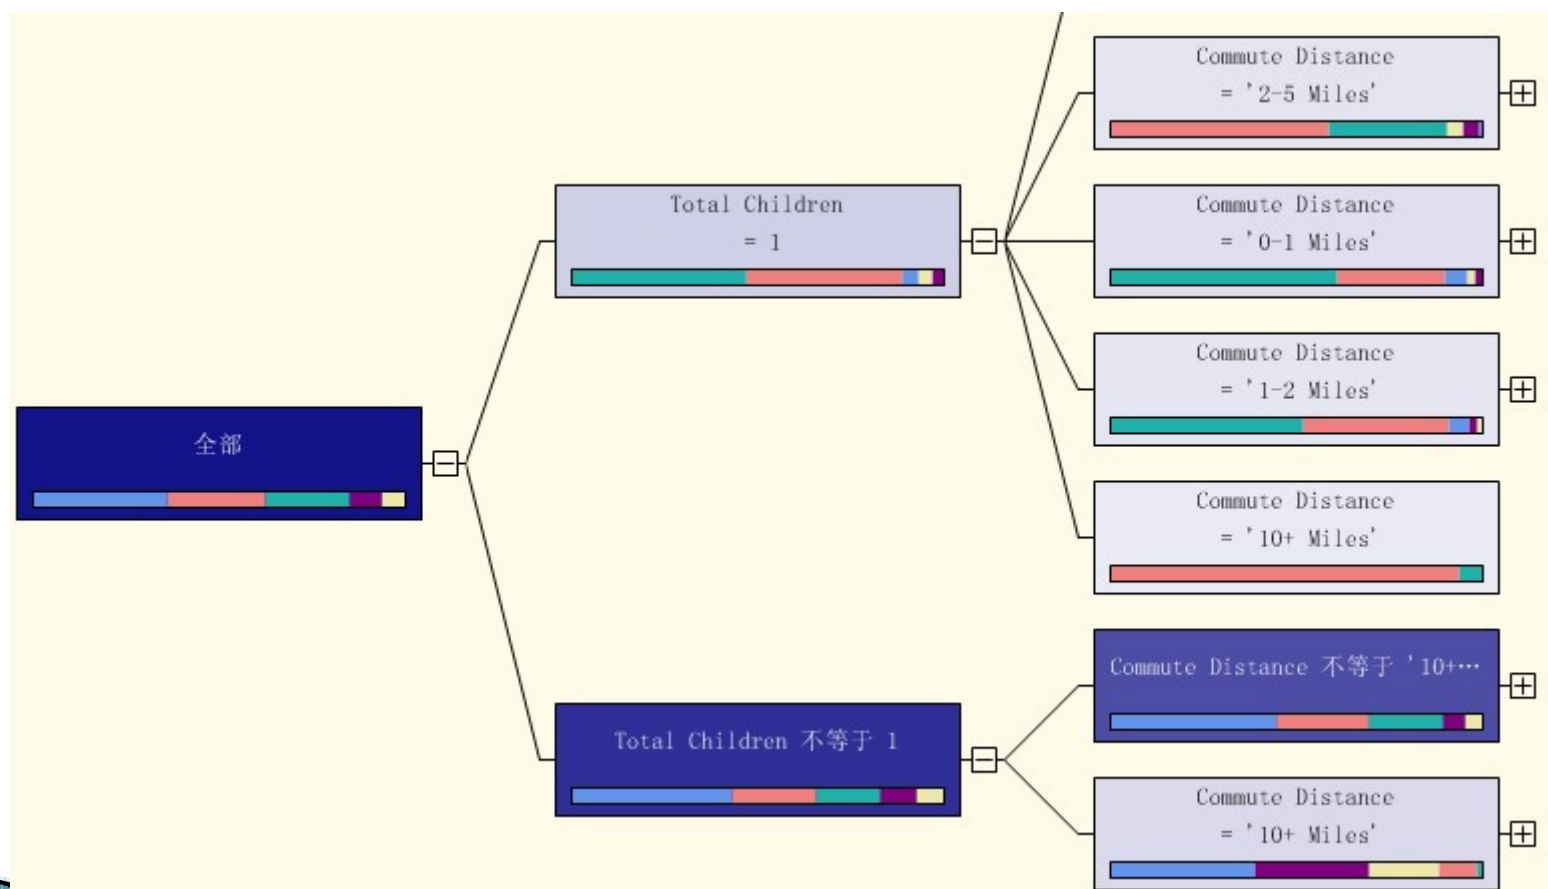 全部
Total Children
= 1
Total Children 不等于 1
Commute Distance
= '2-5 Miles'
Commute Distance
= '0-1 Miles'
Commute Distance
= '1-2 Miles'
Commute Distance
= '10+ Miles'
Commute Distance 不等于 '10+…
Commute Distance
= '10+ Miles'